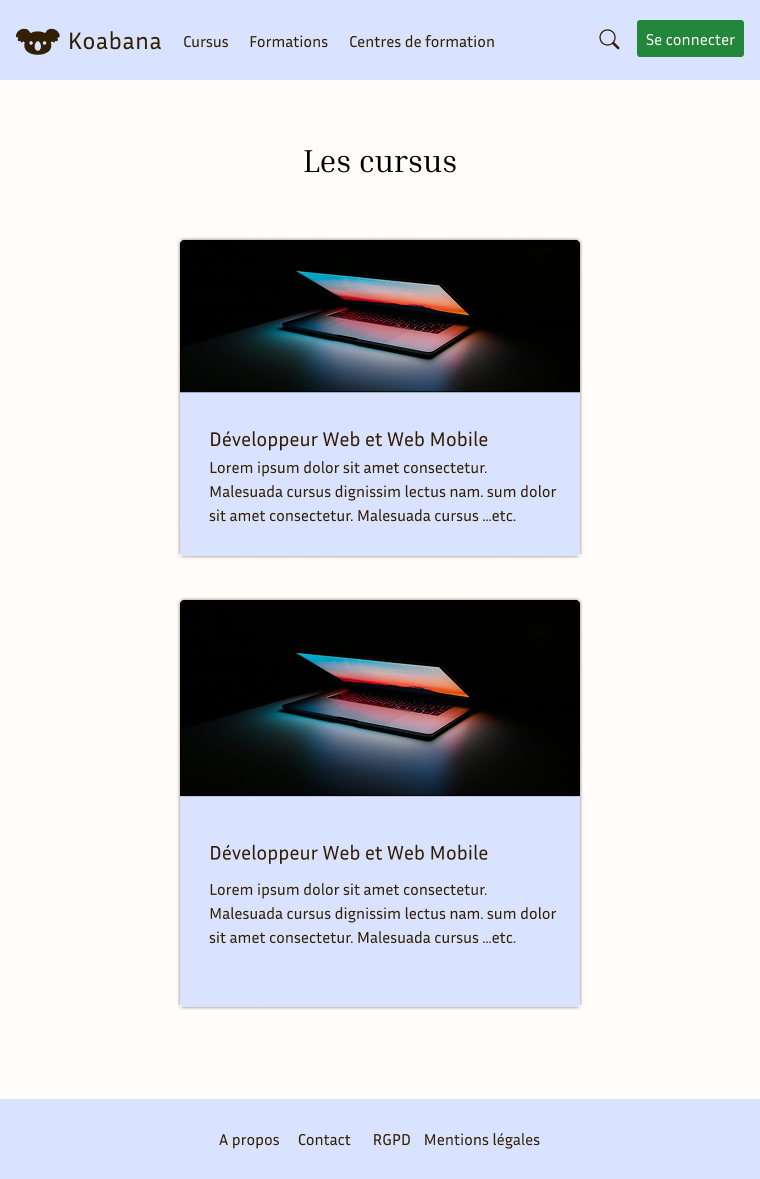 Koabana Cursus Formations Centres de formation Se connecter
Les cursus
Développeur Web et Web Mobile
Lorem ipsum dolor sit amet consectetur.
Malesuada cursus dignissim lectus nam. sum dolor
sit amet consectetur. Malesuada cursus ...etc.
Développeur Web et Web Mobile
Lorem ipsum dolor sit amet consectetur.
Malesuada cursus dignissim lectus nam. sum dolor
sit amet consectetur. Malesuada cursus ...etc.
A propos Contact RGPD Mentions légales